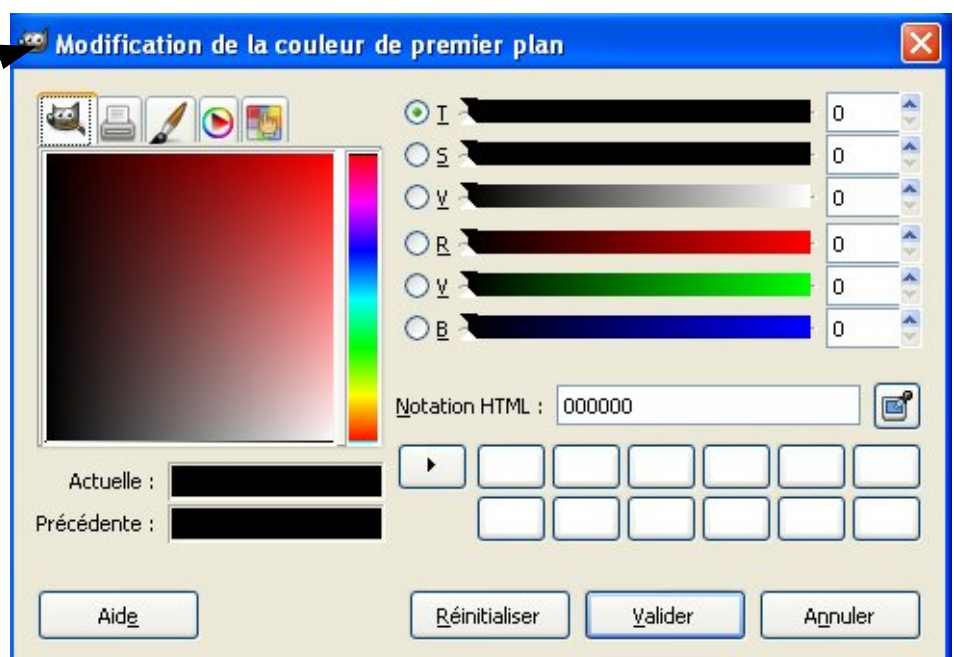 Modification de la couleur de premier plan
T 0
S 0
V 0
R 0
V 0
B 0
Notation HTML : 000000
Actuelle :
Précédente :
Aide
Réinitialiser
Valider
Annuler